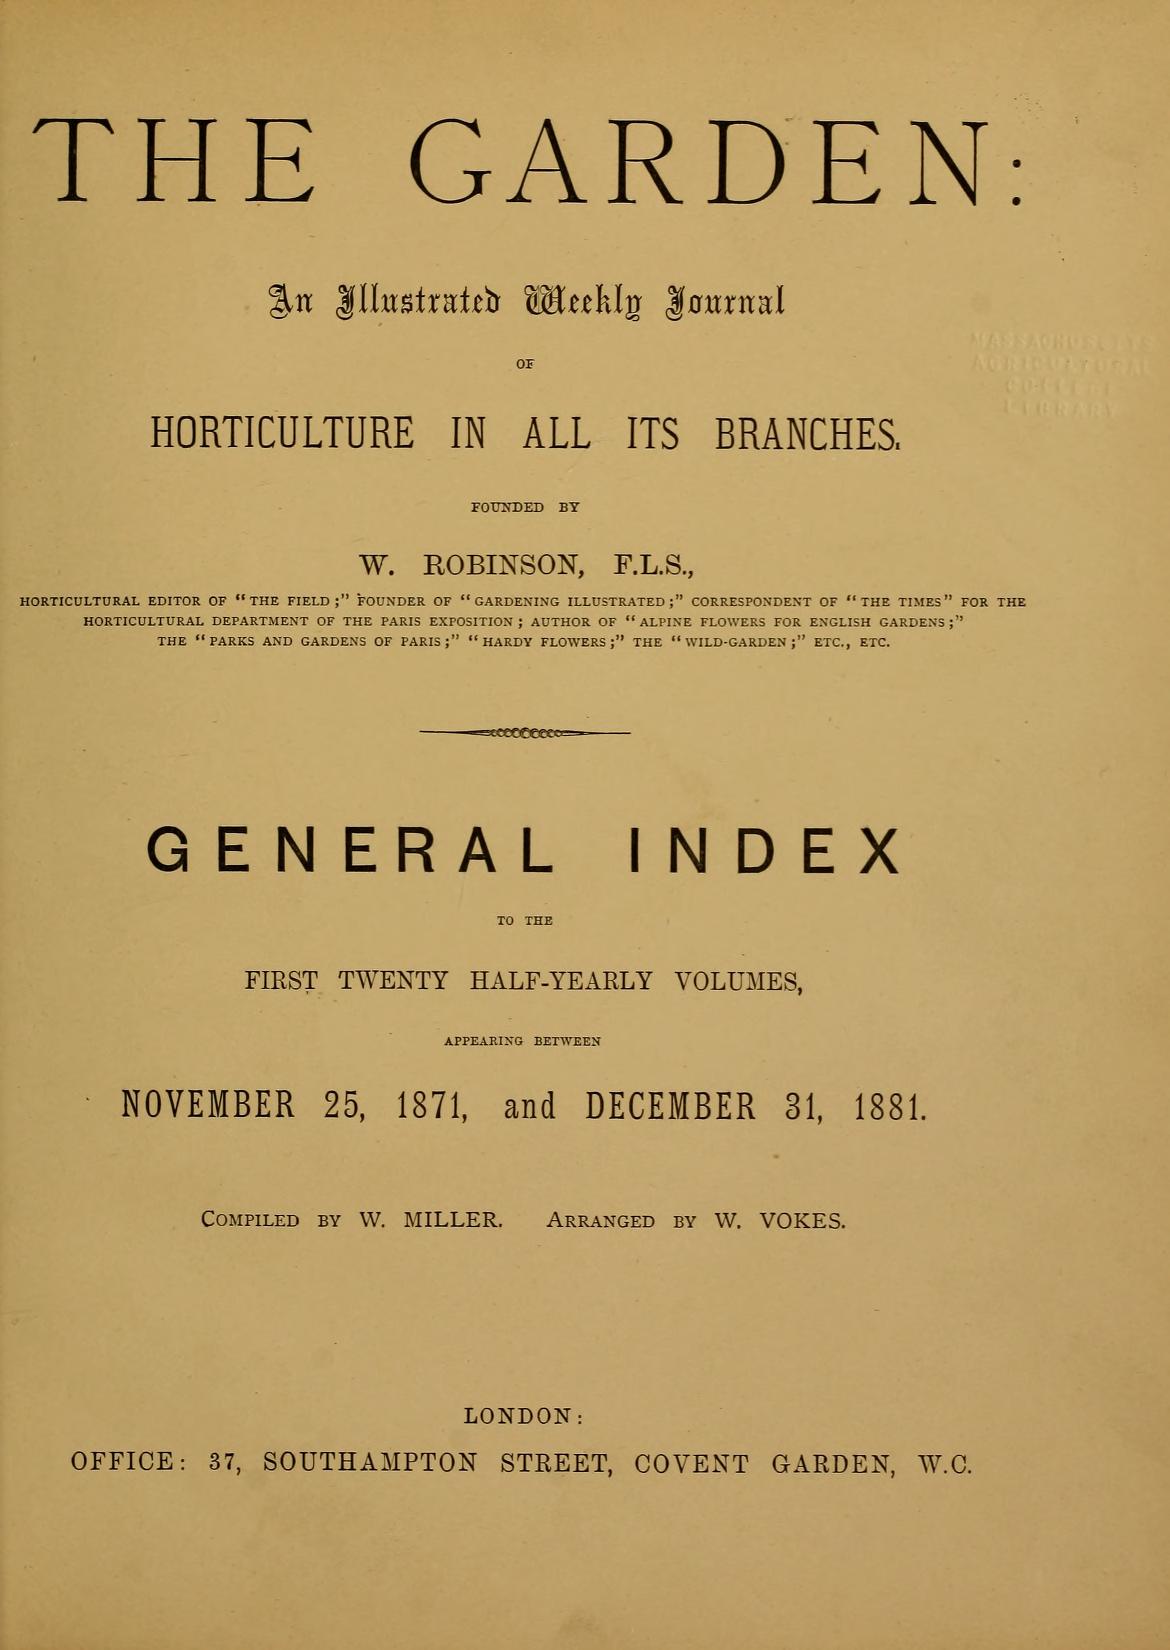 THE GARDEN:
An Illustrated Weekly Journal
OF
HORTICULTURE IN ALL ITS BRANCHES.
FOUNDED BY
W. ROBINSON, F.L.S.,
HORTICULTURAL EDITOR OF "THE FIELD;" FOUNDER OF "GARDENING ILLUSTRATED;" CORRESPONDENT OF "THE TIMES" FOR THE
HORTICULTURAL DEPARTMENT OF THE PARIS EXPOSITION; AUTHOR OF "ALPINE FLOWERS FOR ENGLISH GARDENS;"
THE "PARKS AND GARDENS OF PARIS;" "HARDY FLOWERS;" THE "WILD-GARDEN;" ETC., ETC.
MASSACHUSETTS
AGRICULTURAL
COLLEGE
LIBRARY
GENERAL INDEX
TO THE
FIRST TWENTY HALF-YEARLY VOLUMES,
APPEARING BETWEEN
NOVEMBER 25, 1871, and DECEMBER 31, 1881.
COMPILED BY W. MILLER. ARRANGED BY W. VOKES.
LONDON:
OFFICE: 37, SOUTHAMPTON STREET, COVENT GARDEN, W.C.